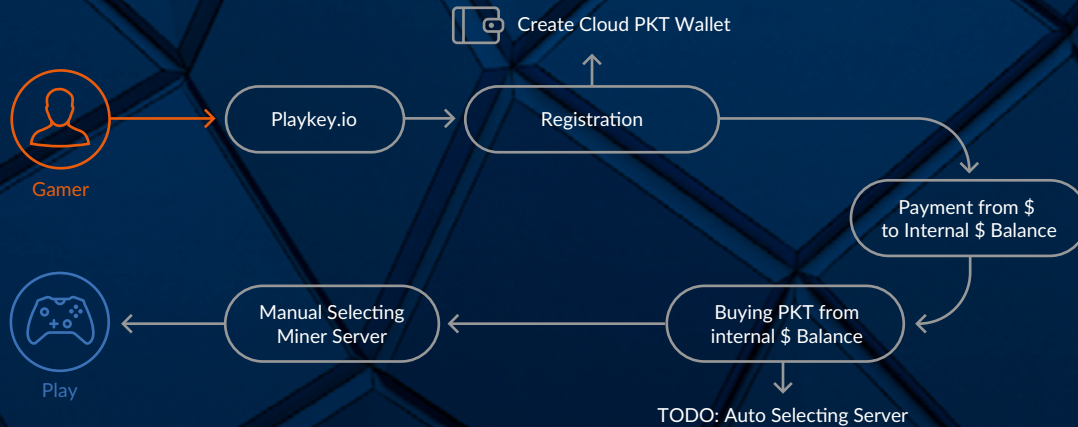 Create Cloud PKT Wallet
Playkey.io
Registration
Gamer
Payment from $
to Internal $ Balance
Manual Selecting
Miner Server
Buying PKT from
internal $ Balance
Play
TODO: Auto Selecting Server